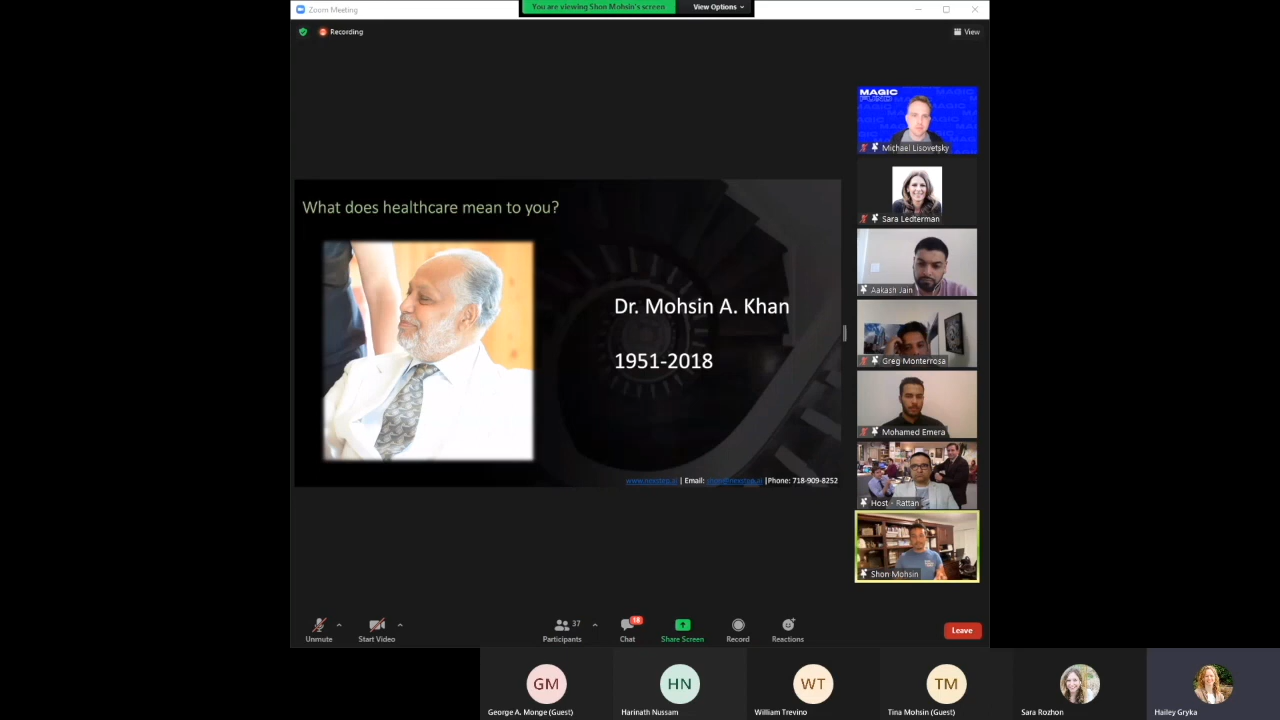 Zoom Meeting
You are viewing Shon Mohsin's screen
View Options
Recording
View
MAGIC
FUND
Michael Lisovetsky
Sara Ledterman
Aakash Jain
Greg Monterrosa
Mohamed Emera
Host - Rattan
Shon Mohsin
What does healthcare mean to you?
Dr. Mohsin A. Khan
1951-2018
| Email: |Phone: 718-909-8252
Unmute
Start Video
Participants
37
Chat
18
Share Screen
Record
Reactions
Leave
GM
George A. Monge (Guest)
HN
Harinath Nussam
WT
William Trevino
TM
Tina Mohsin (Guest)
Sara Rozhon
Hailey Gryka